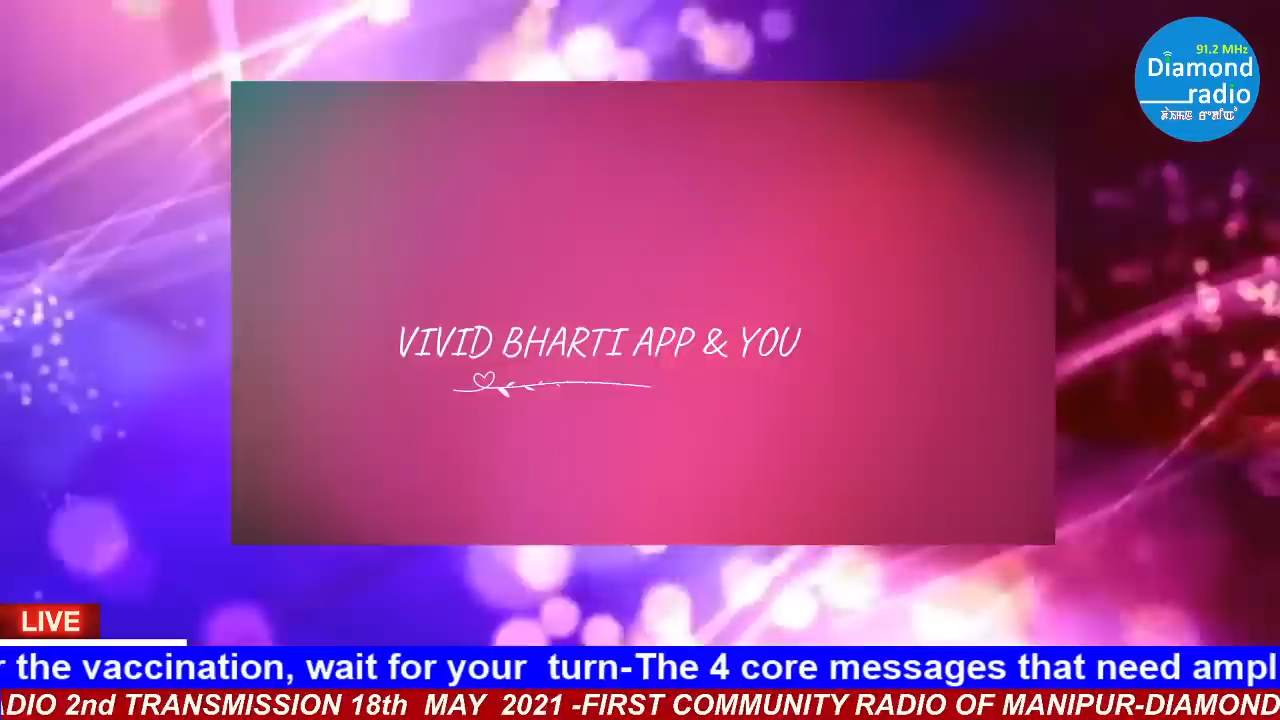 91.2 MHz
Diamond
radio
VIVID BHARTI APP & YOU
LIVE
the vaccination, wait for your turn-The 4 core messages that need ampl
DIO 2nd TRANSMISSION 18th MAY 2021 -FIRST COMMUNITY RADIO OF MANIPUR-DIAMOND